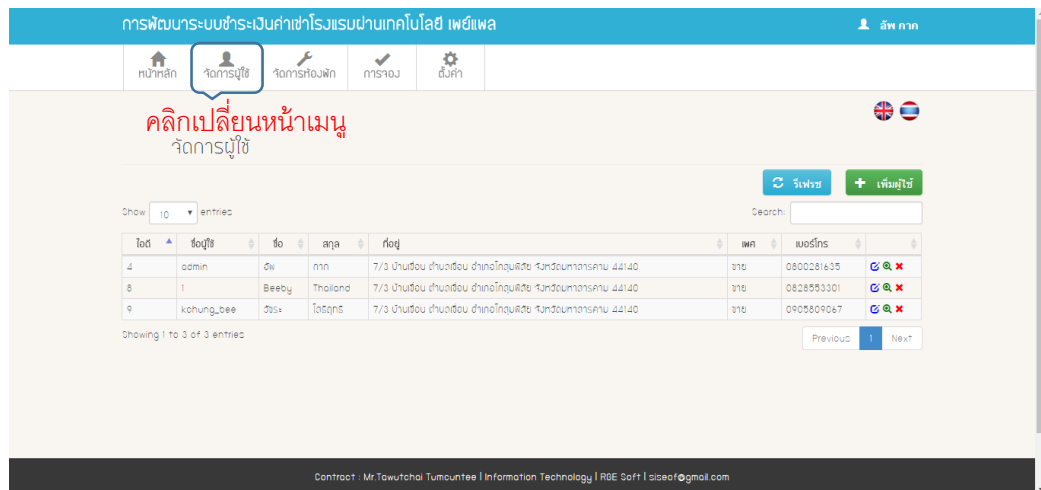 การพัฒนาระบบชำระเงินค่าเช่าโรงแรมผ่านเทคโนโลยี เพย์แพล
อัพ กาก
หน้าหลัก จัดการผู้ใช้ จัดการห้องพัก การจอง ตั้งค่า
คลิกเปลี่ยนหน้าเมนู
จัดการผู้ใช้
รีเฟรช เพิ่มผู้ใช้
Show 10 entries Search:
ไอดี ชื่อผู้ใช้ ชื่อ สกุล ที่อยู่ เพศ เบอร์โทร
4 admin อัพ กาก 7/3 บ้านเขื่อน ตำบลเขื่อน อำเภอโกสุมพิสัย จังหวัดมหาสารคาม 44140 ชาย 0800281635
8 1 Beeby Thailand 7/3 บ้านเขื่อน ตำบลเขื่อน อำเภอโกสุมพิสัย จังหวัดมหาสารคาม 44140 ชาย 0828553301
9 kohung_bee 7/3 บ้านเขื่อน ตำบลเขื่อน อำเภอโกสุมพิสัย จังหวัดมหาสารคาม 44140 ชาย 0905809067
Showing 1 to 3 of 3 entries
Previous 1 Next
Contract : Mr.Tawutchai Tumcuntee | Information Technology | RGE Soft | siseof@gmail.com